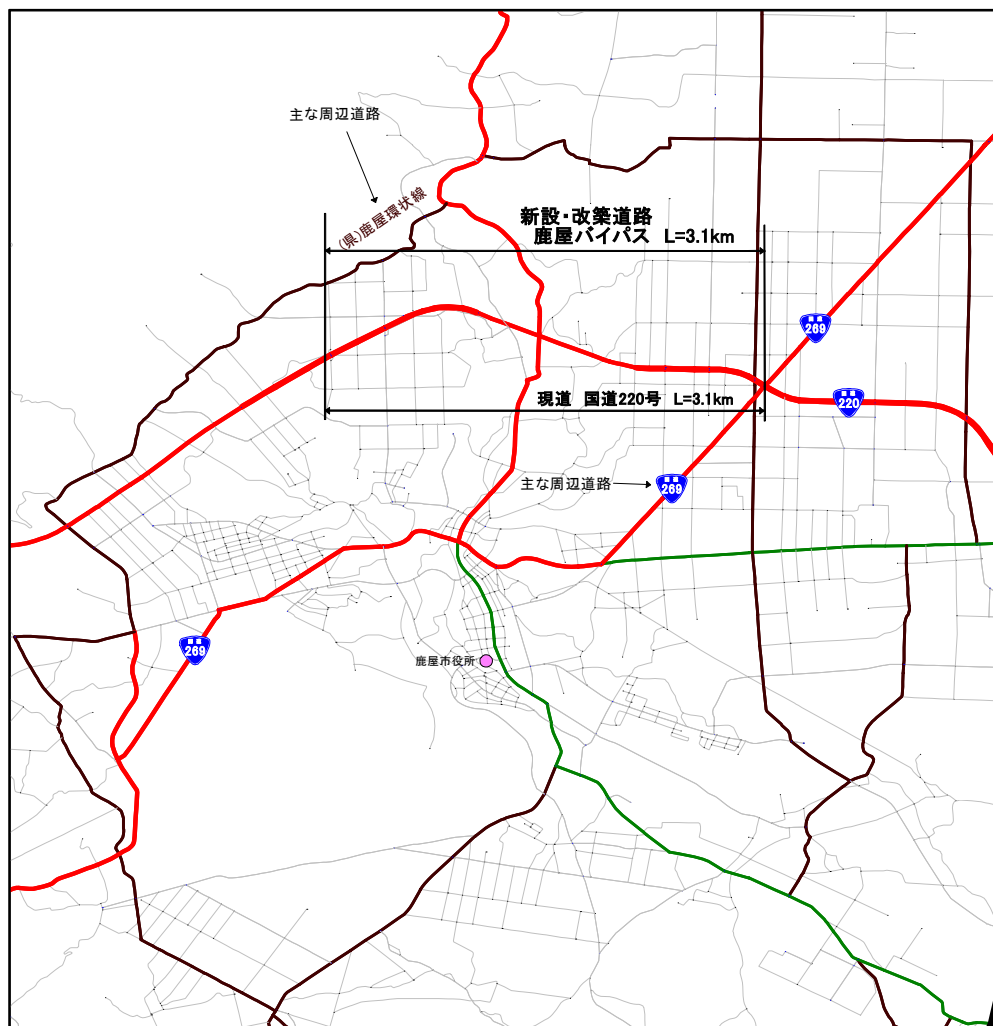 主な周辺道路
(県)鹿屋環状線
新設・改築道路
鹿屋バイパス L=3.1km
269
220
現道 国道220号 L=3.1km
主な周辺道路
269
269
鹿屋市役所